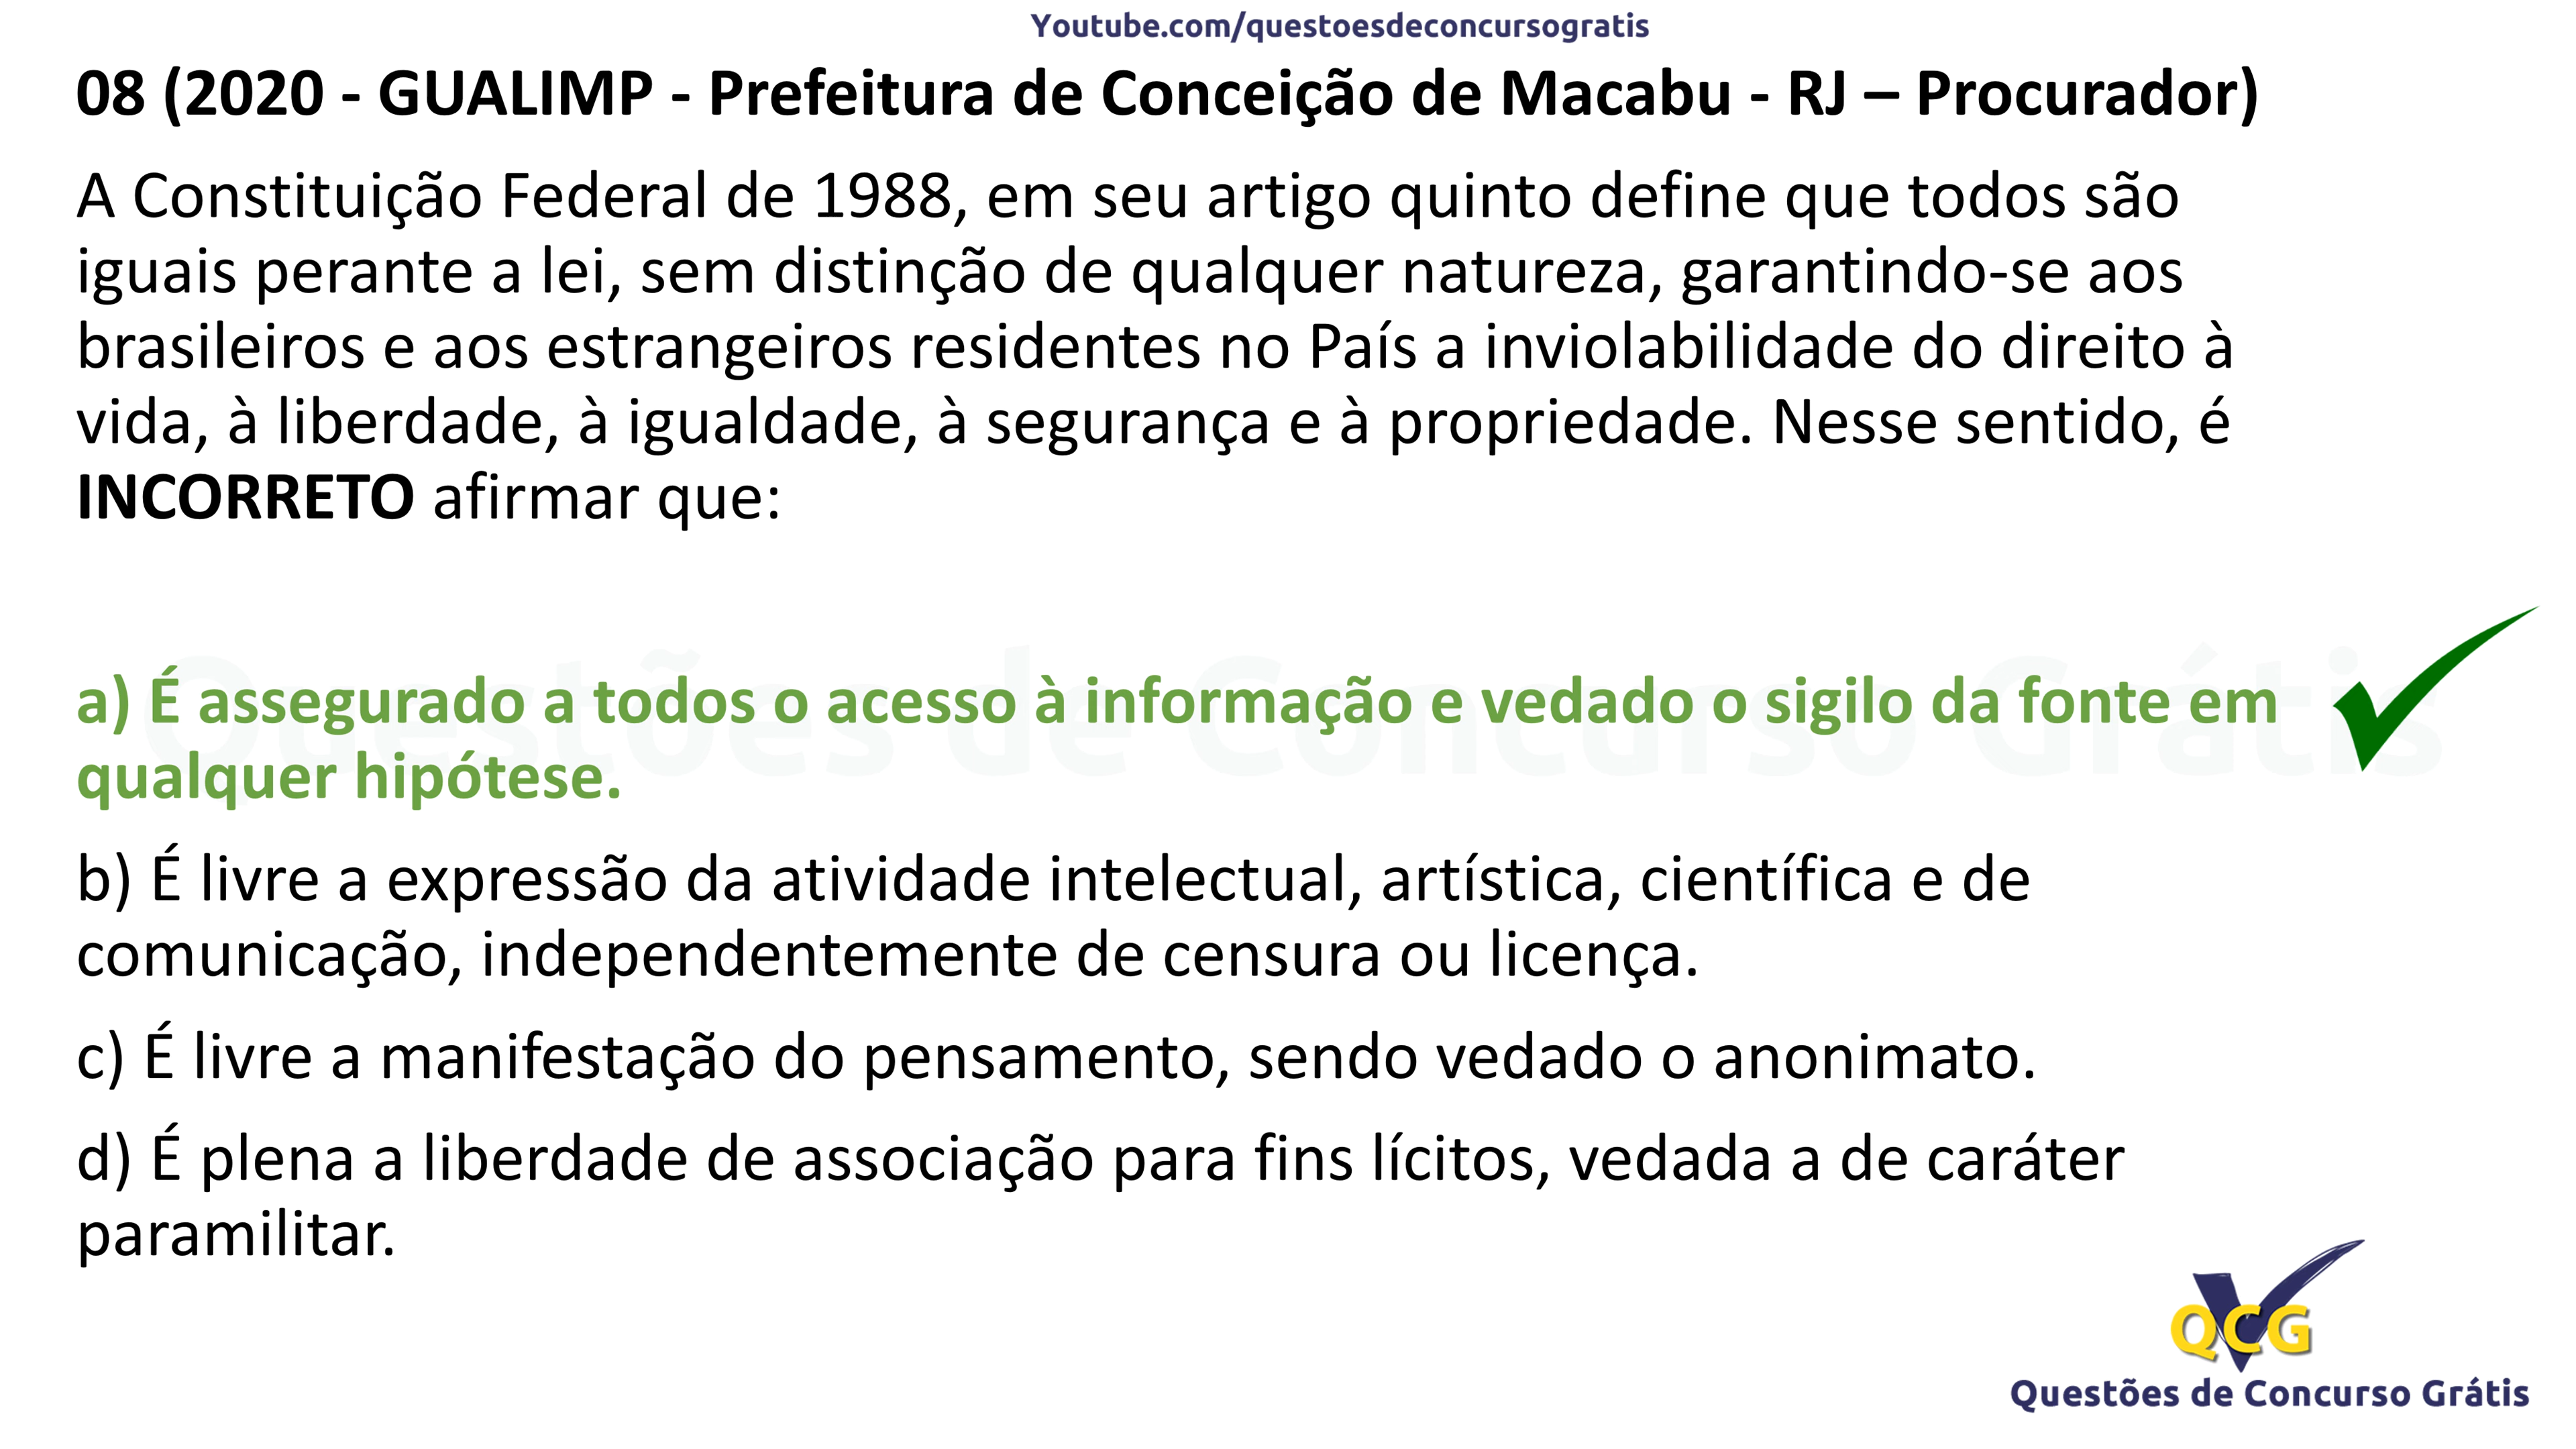 Youtube.com/questoesdeconcursogratis
08 (2020 - GUALIMP - Prefeitura de Conceição de Macabu - RJ – Procurador)
A Constituição Federal de 1988, em seu artigo quinto define que todos são
iguais perante a lei, sem distinção de qualquer natureza, garantindo-se aos
brasileiros e aos estrangeiros residentes no País a inviolabilidade do direito à
vida, à liberdade, à igualdade, à segurança e à propriedade. Nesse sentido, é
INCORRETO afirmar que:
Questões de Concurso Grátis
a) É assegurado a todos o acesso à informação e vedado o sigilo da fonte em
qualquer hipótese.
b) É livre a expressão da atividade intelectual, artística, científica e de
comunicação, independentemente de censura ou licença.
c) É livre a manifestação do pensamento, sendo vedado o anonimato.
d) É plena a liberdade de associação para fins lícitos, vedada a de caráter
paramilitar.
QCG
Questões de Concurso Grátis